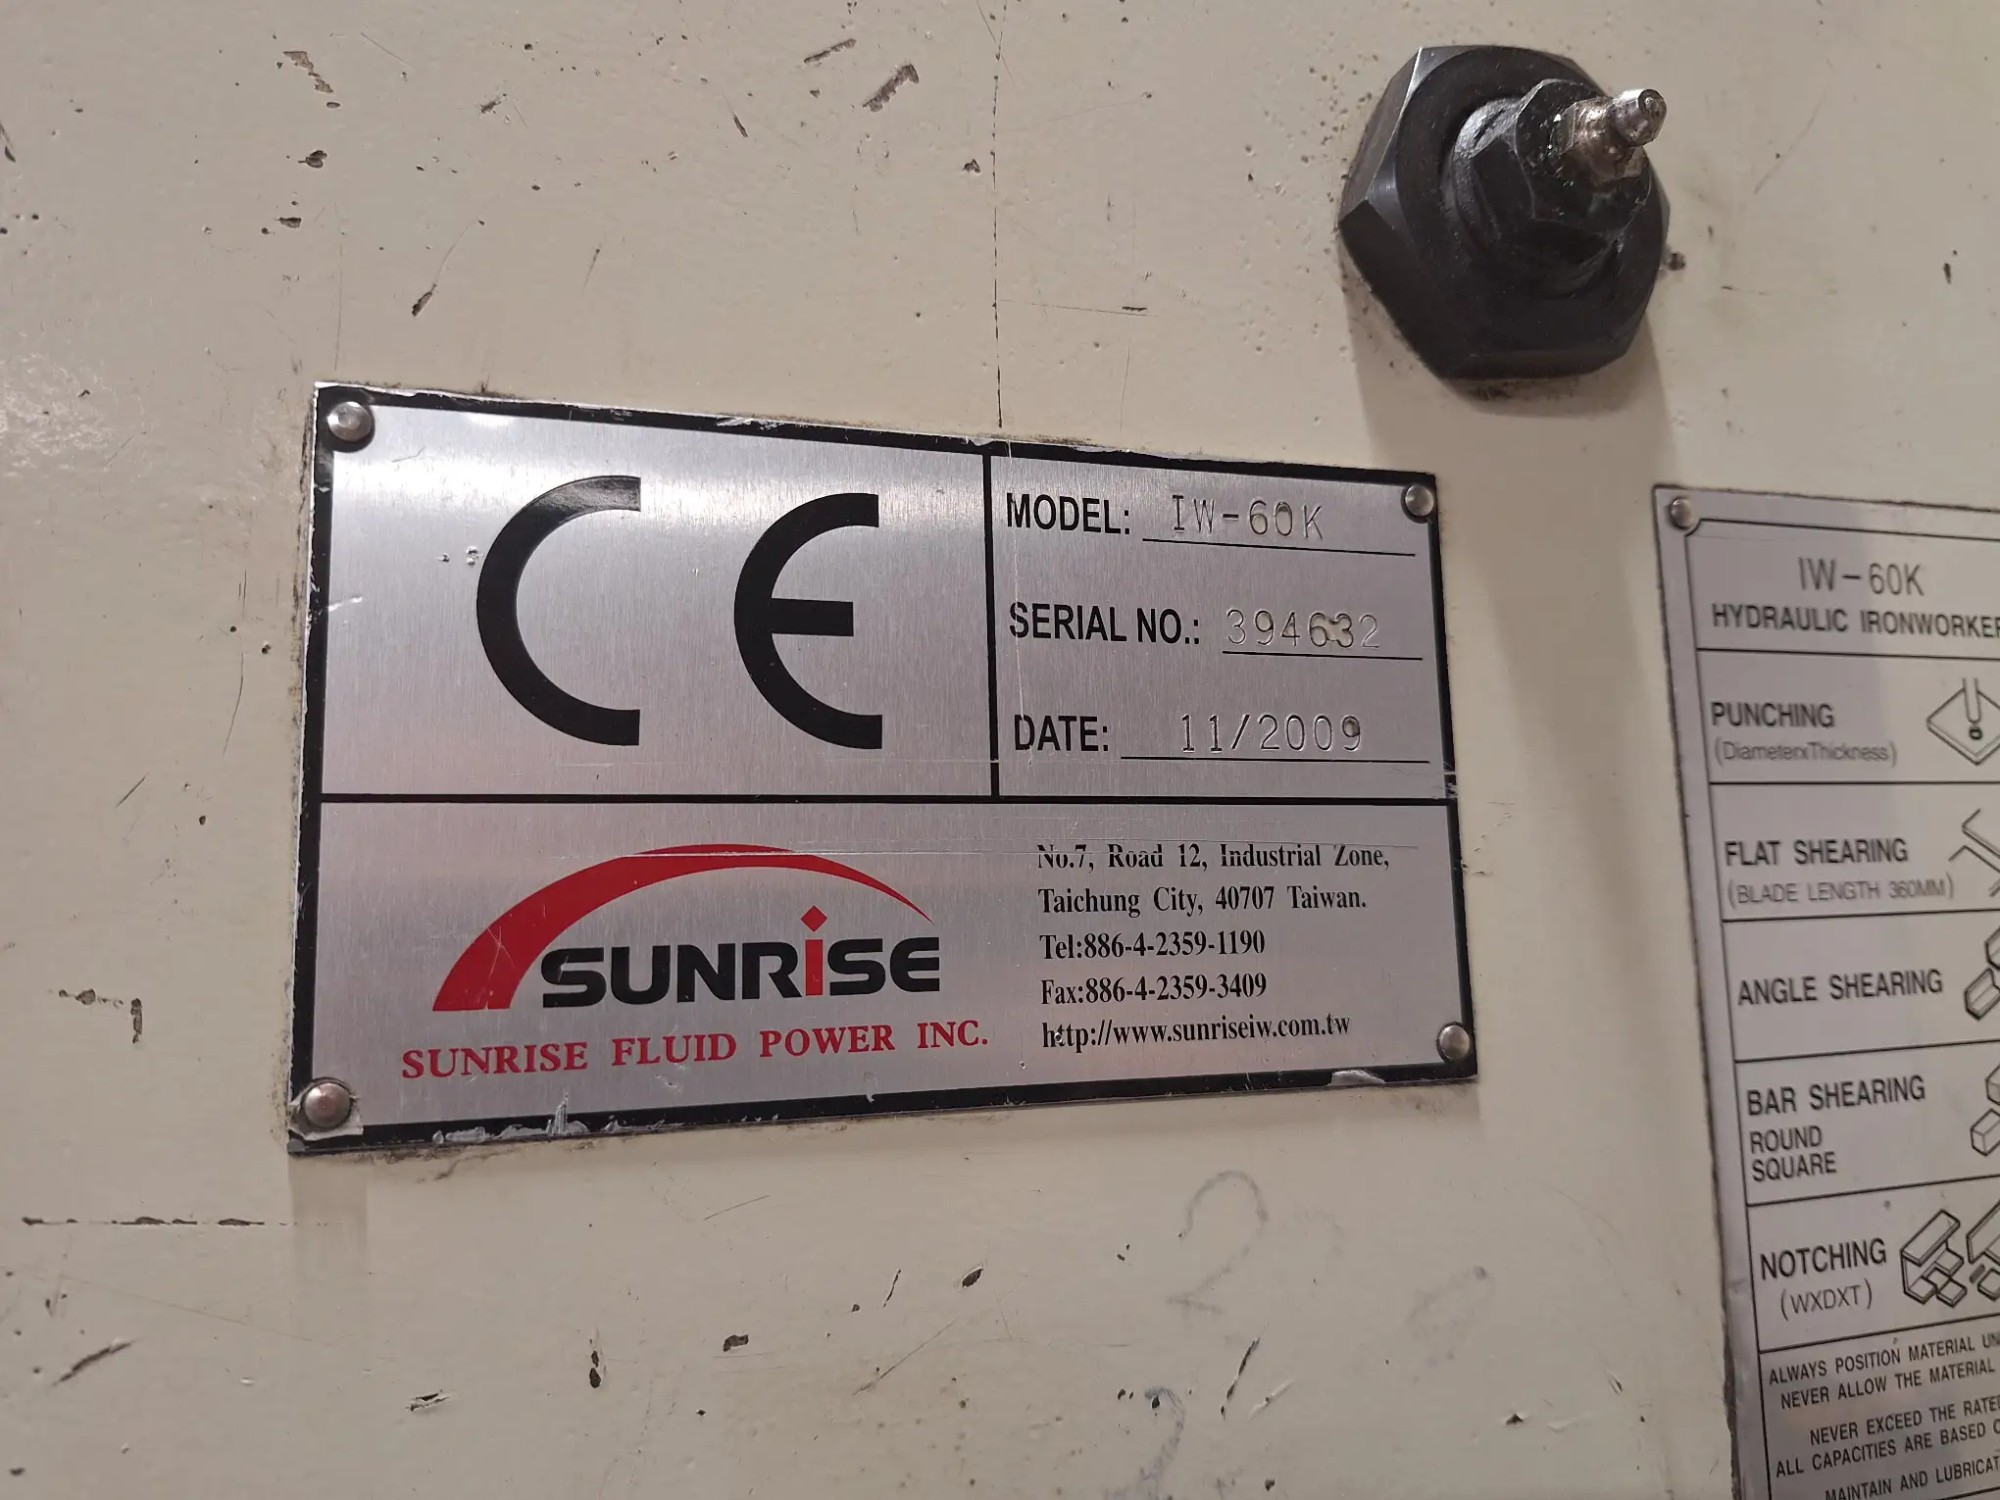 CE
MODEL: IW-60K
SERIAL NO.: 394632
DATE: 11/2009
SUNRISE
SUNRISE FLUID POWER INC.
No.7, Road 12, Industrial Zone,
Taichung City, 40707 Taiwan.
Tel:886-4-2359-1190
Fax:886-4-2359-3409
http://www.sunriseiw.com.tw
IW-60K
HYDRAULIC IRONWORKER
PUNCHING
(DiameterxThickness)
FLAT SHEARING
(BLADE LENGTH 360MM)
ANGLE SHEARING
BAR SHEARING
ROUND
SQUARE
NOTCHING
(WXDXT)
ALWAYS POSITION MATERIAL
NEVER ALLOW THE MATERIAL
NEVER EXCEED THE
ALL CAPACITIES ARE BASED
MAINTAIN AND
2